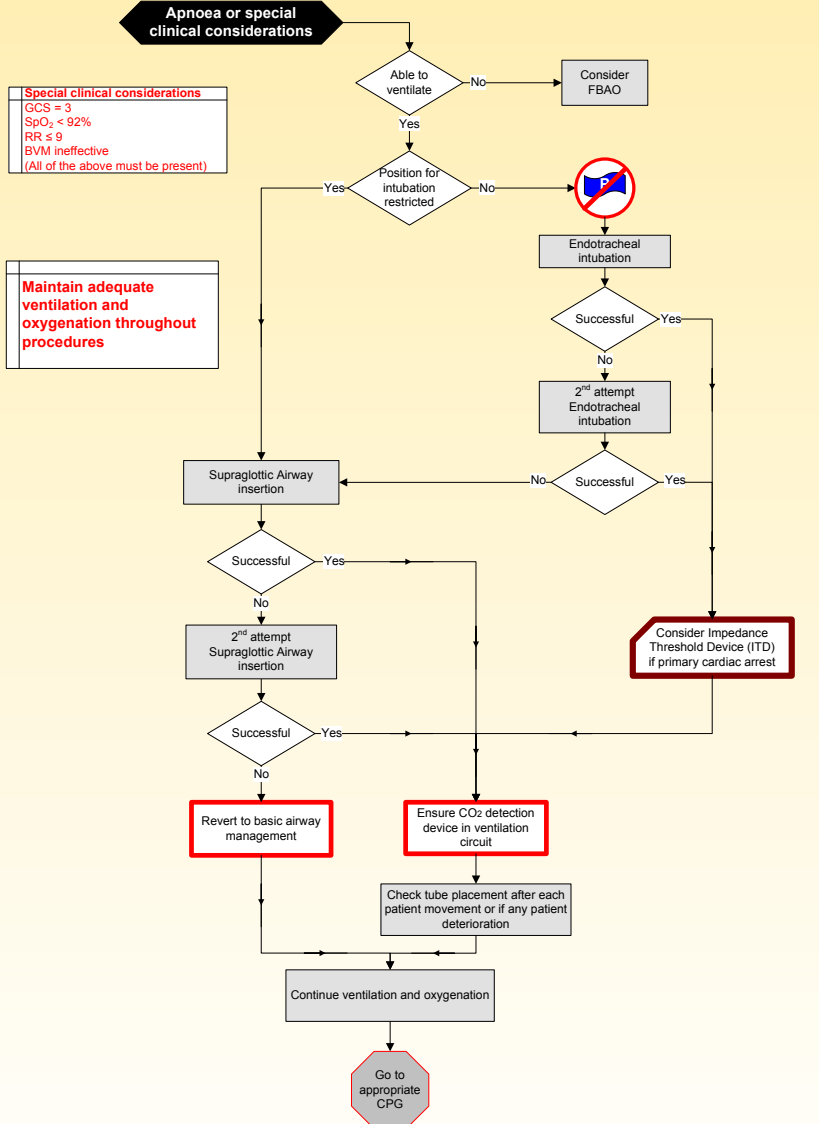 Apnoea or special
clinical considerations
Able to
ventilate
No
Consider
FBAO
Special clinical considerations
GCS = 3
SpO₂ < 92%
RR ≤ 9
BVM ineffective
(All of the above must be present)
Yes
Position for
intubation
restricted
Yes
No
P
Endotracheal
intubation
Maintain adequate
ventilation and
oxygenation throughout
procedures
Successful
Yes
No
2nd attempt
Endotracheal
intubation
Supraglottic Airway
insertion
No
Successful
Yes
Successful
Yes
No
2nd attempt
Supraglottic Airway
insertion
Consider Impedance
Threshold Device (ITD)
if primary cardiac arrest
Successful
Yes
No
Revert to basic airway
management
Ensure CO2 detection
device in ventilation
circuit
Check tube placement after each
patient movement or if any patient
deterioration
Continue ventilation and oxygenation
Go to
appropriate
CPG